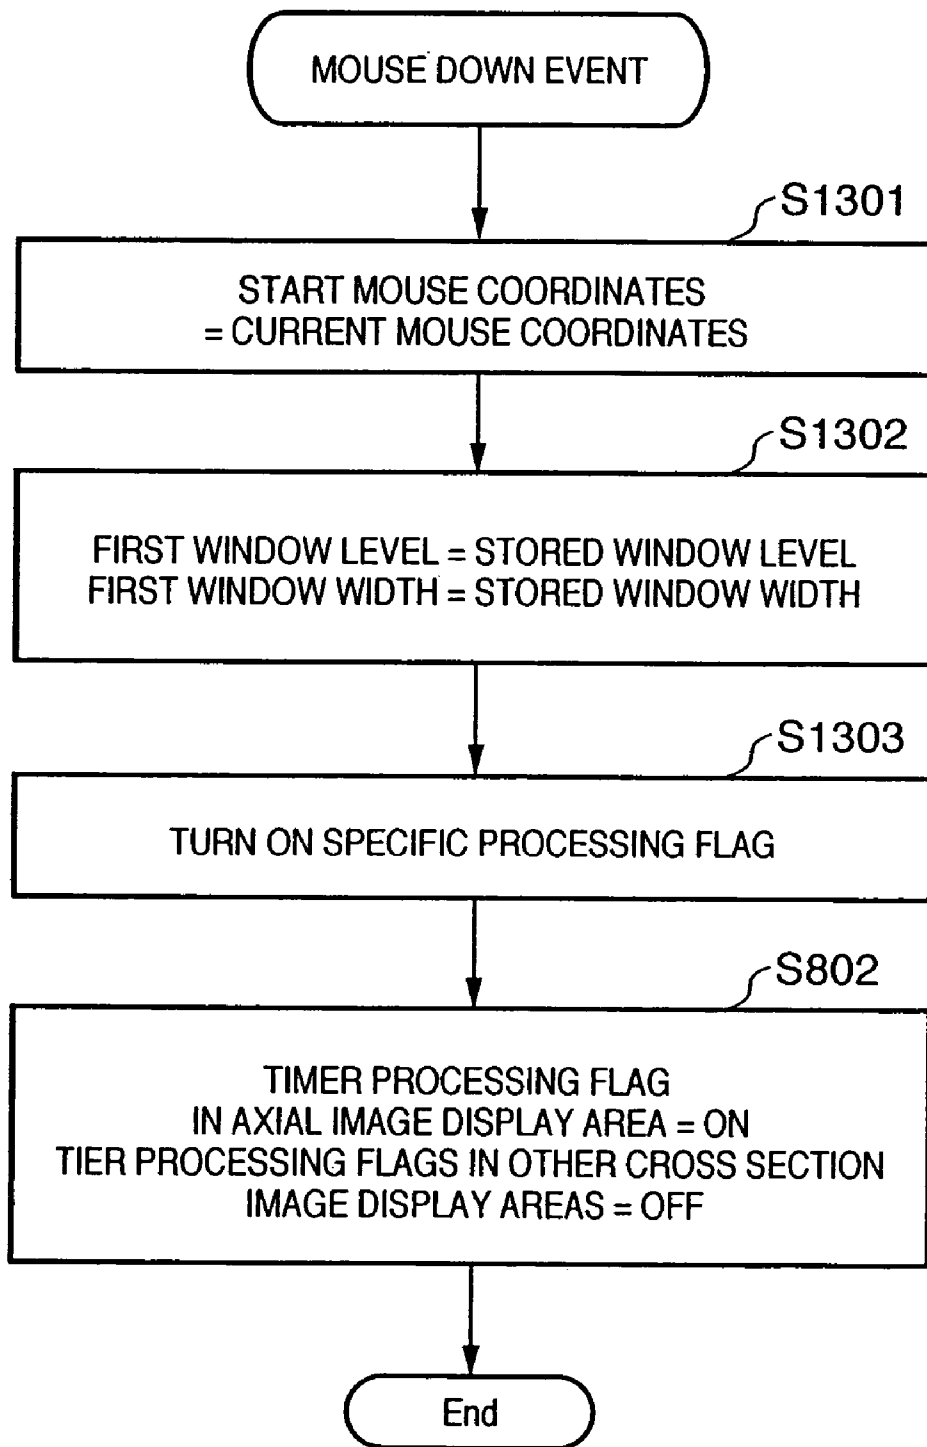 MOUSE DOWN EVENT
S1301
START MOUSE COORDINATES
= CURRENT MOUSE COORDINATES
S1302
FIRST WINDOW LEVEL = STORED WINDOW LEVEL
FIRST WINDOW WIDTH = STORED WINDOW WIDTH
S1303
TURN ON SPECIFIC PROCESSING FLAG
S802
TIMER PROCESSING FLAG
IN AXIAL IMAGE DISPLAY AREA = ON
TIER PROCESSING FLAGS IN OTHER CROSS SECTION
IMAGE DISPLAY AREAS = OFF
End